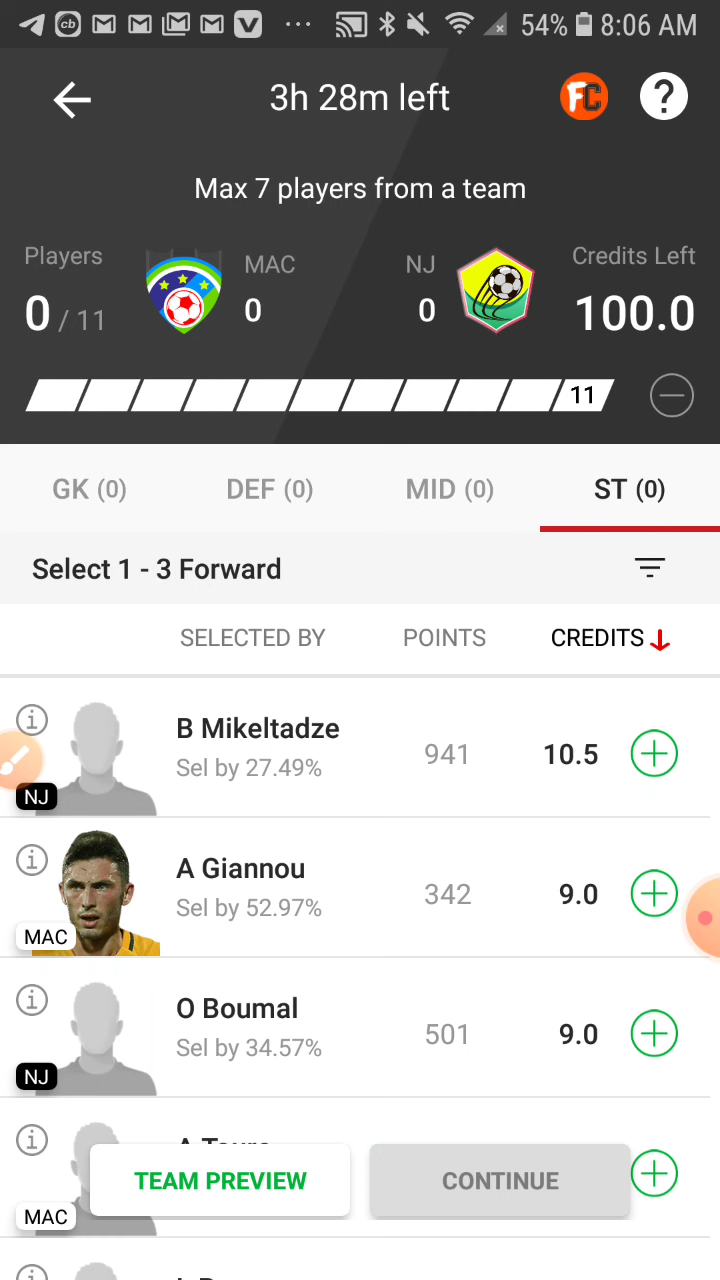 cb M M M M V ... 54% 8:06 AM
3h 28m left FC ?
Max 7 players from a team
Players MAC NJ Credits Left
0 / 11 0 0 100.0
11
GK (0) DEF (0) MID (0) ST (0)
Select 1 - 3 Forward
SELECTED BY POINTS CREDITS
B Mikeltadze
Sel by 27.49% 941 10.5
NJ
A Giannou
Sel by 52.97% 342 9.0
MAC
O Boumal
Sel by 34.57% 501 9.0
NJ
TEAM PREVIEW CONTINUE
MAC